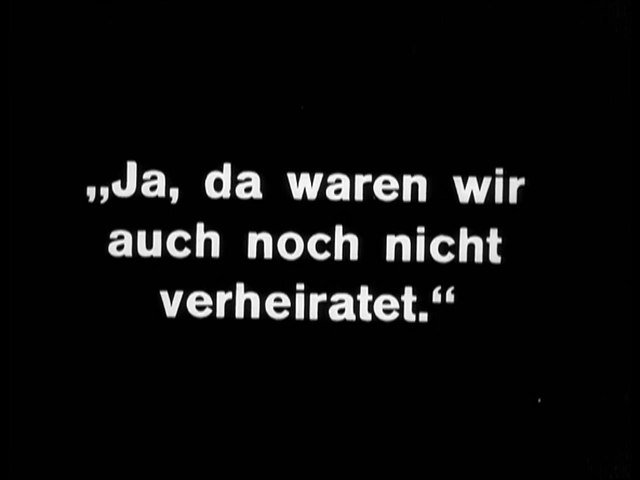 „Ja, da waren wir
auch noch nicht
verheiratet.“